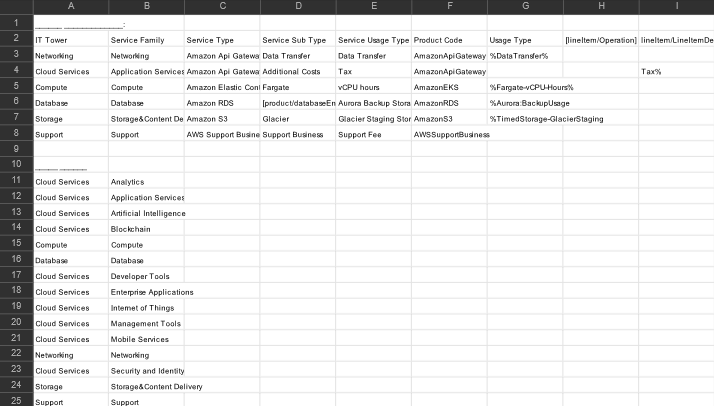 A B C D E F G H I
1
2 IT Tower Service Family Service Type Service Sub Type Service Usage Type Product Code Usage Type [lineItem/Operation] lineItem/LineItemDe
3 Networking Networking Amazon Api Gatewa Data Transfer Data Transfer AmazonApiGateway %DataTransfer%
4 Cloud Services Application Services Amazon Api Gatewa Additional Costs Tax AmazonApiGateway Tax%
5 Compute Compute Amazon Elastic Con Fargate vCPU hours AmazonEKS %Fargate-vCPU-Hours%
6 Database Database Amazon RDS [product/databaseEn Aurora Backup Stora AmazonRDS %Aurora:BackupUsage
7 Storage Storage&Content De Amazon S3 Glacier Glacier Staging Stor AmazonS3 %TimedStorage-GlacierStaging
8 Support Support AWS Support Busine Support Business Support Fee AWSSupportBusiness
9
10
11 Cloud Services Analytics
12 Cloud Services Application Services
13 Cloud Services Artificial Intelligence
14 Cloud Services Blockchain
15 Compute Compute
16 Database Database
17 Cloud Services Developer Tools
18 Cloud Services Enterprise Applications
19 Cloud Services Internet of Things
20 Cloud Services Management Tools
21 Cloud Services Mobile Services
22 Networking Networking
23 Cloud Services Security and Identity
24 Storage Storage&Content Delivery
25 Support Support